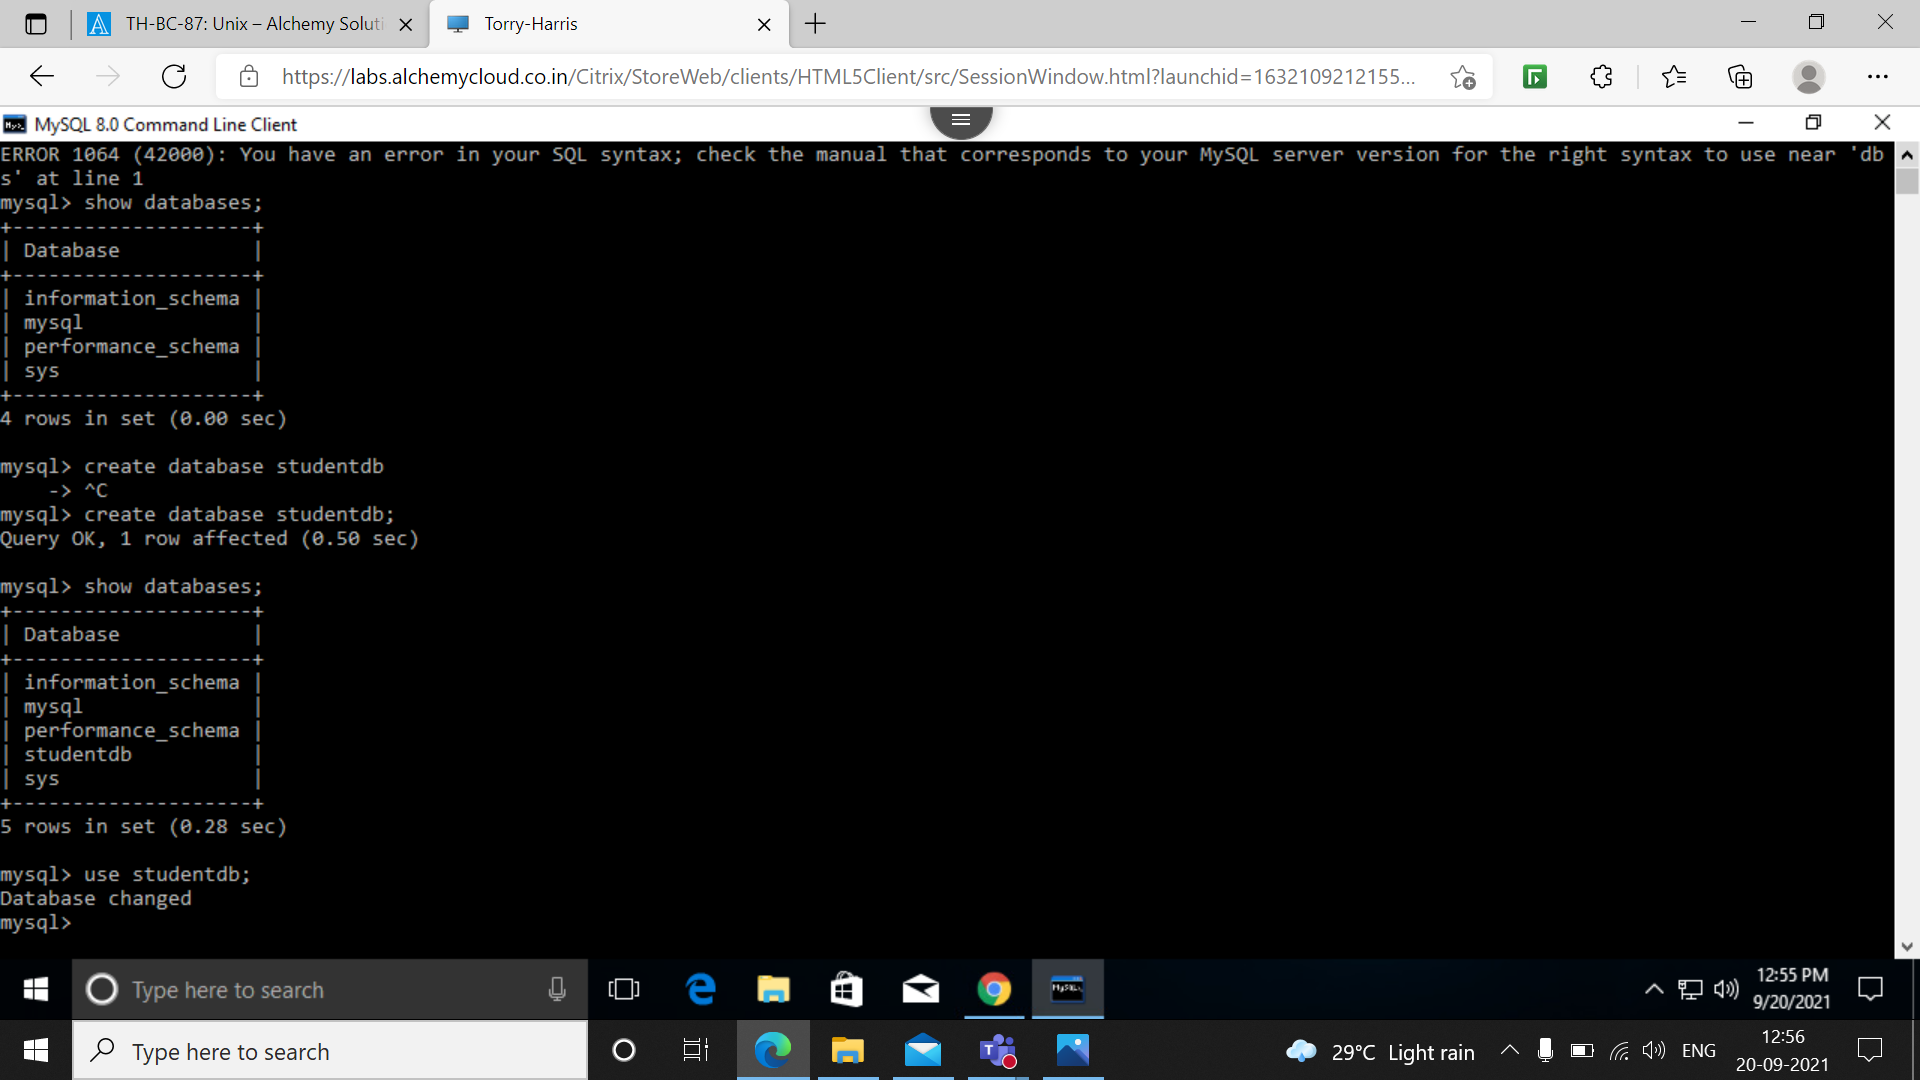 TH-BC-87: Unix – Alchemy Soluti
Torry-Harris
https://labs.alchemycloud.co.in/Citrix/StoreWeb/clients/HTML5Client/src/SessionWindow.html?launchid=1632109212155...
MySQL 8.0 Command Line Client
ERROR 1064 (42000): You have an error in your SQL syntax; check the manual that corresponds to your MySQL server version for the right syntax to use near 'db
s' at line 1
mysql> show databases;
+--------------------+
| Database           |
+--------------------+
| information_schema |
| mysql              |
| performance_schema |
| sys                |
+--------------------+
4 rows in set (0.00 sec)
mysql> create database studentdb
    -> ^C
mysql> create database studentdb;
Query OK, 1 row affected (0.50 sec)
mysql> show databases;
+--------------------+
| Database           |
+--------------------+
| information_schema |
| mysql              |
| performance_schema |
| studentdb          |
| sys                |
+--------------------+
5 rows in set (0.28 sec)
mysql> use studentdb;
Database changed
mysql>
Type here to search
12:55 PM
9/20/2021
Type here to search
29°C Light rain
ENG
12:56
20-09-2021